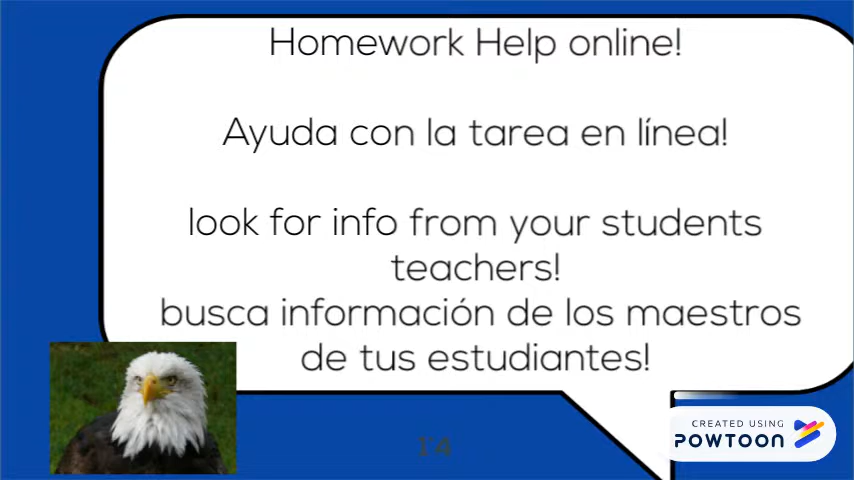 Homework Help online!
Ayuda con la tarea en línea!
look for info from your students
teachers!
busca información de los maestros
de tus estudiantes!
CREATED USING
POWTOON